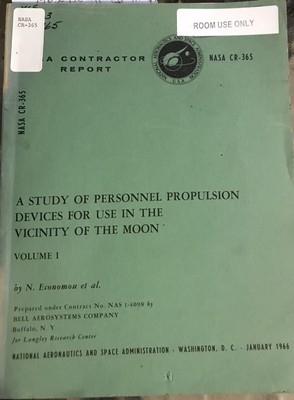 NASA
CR-365
ROOM USE ONLY
A CONTRACTOR
REPORT
NASA CR-365
NASA CR-365
A STUDY OF PERSONNEL PROPULSION
DEVICES FOR USE IN THE
VICINITY OF THE MOON
VOLUME I
by N. Economou et al.
Prepared under Contract No. NAS 1-4099 by
BELL AEROSYSTEMS COMPANY
Buffalo, N. Y
for Langley Research Center
NATIONAL AERONAUTICS AND SPACE ADMINISTRATION - WASHINGTON, D. C. - JANUARY 1966